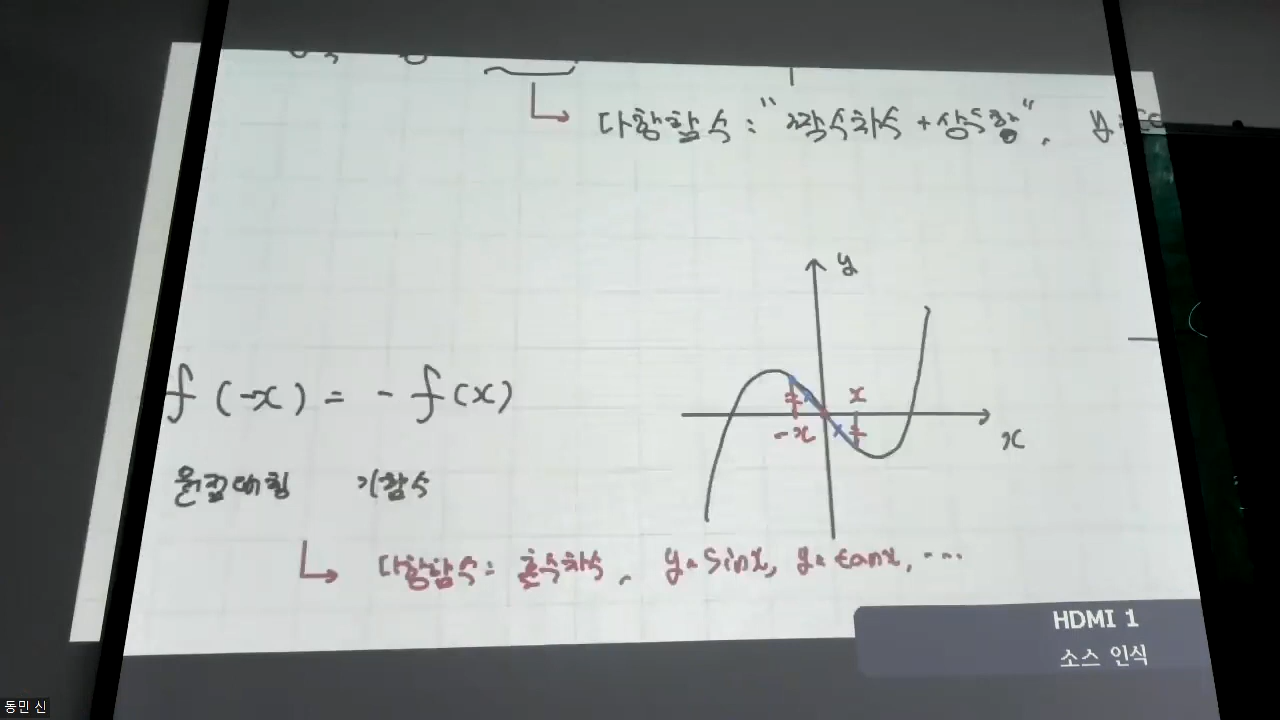 다항함수 : "짝수차수 + 상수항", y = co
y
f(-x) = -f(x)
x
-x
x
원점대칭 기함수
다항함수 : 홀수차수, y = sinx, y = tanx, ⋯
HDMI 1
소스 인식
동민 신